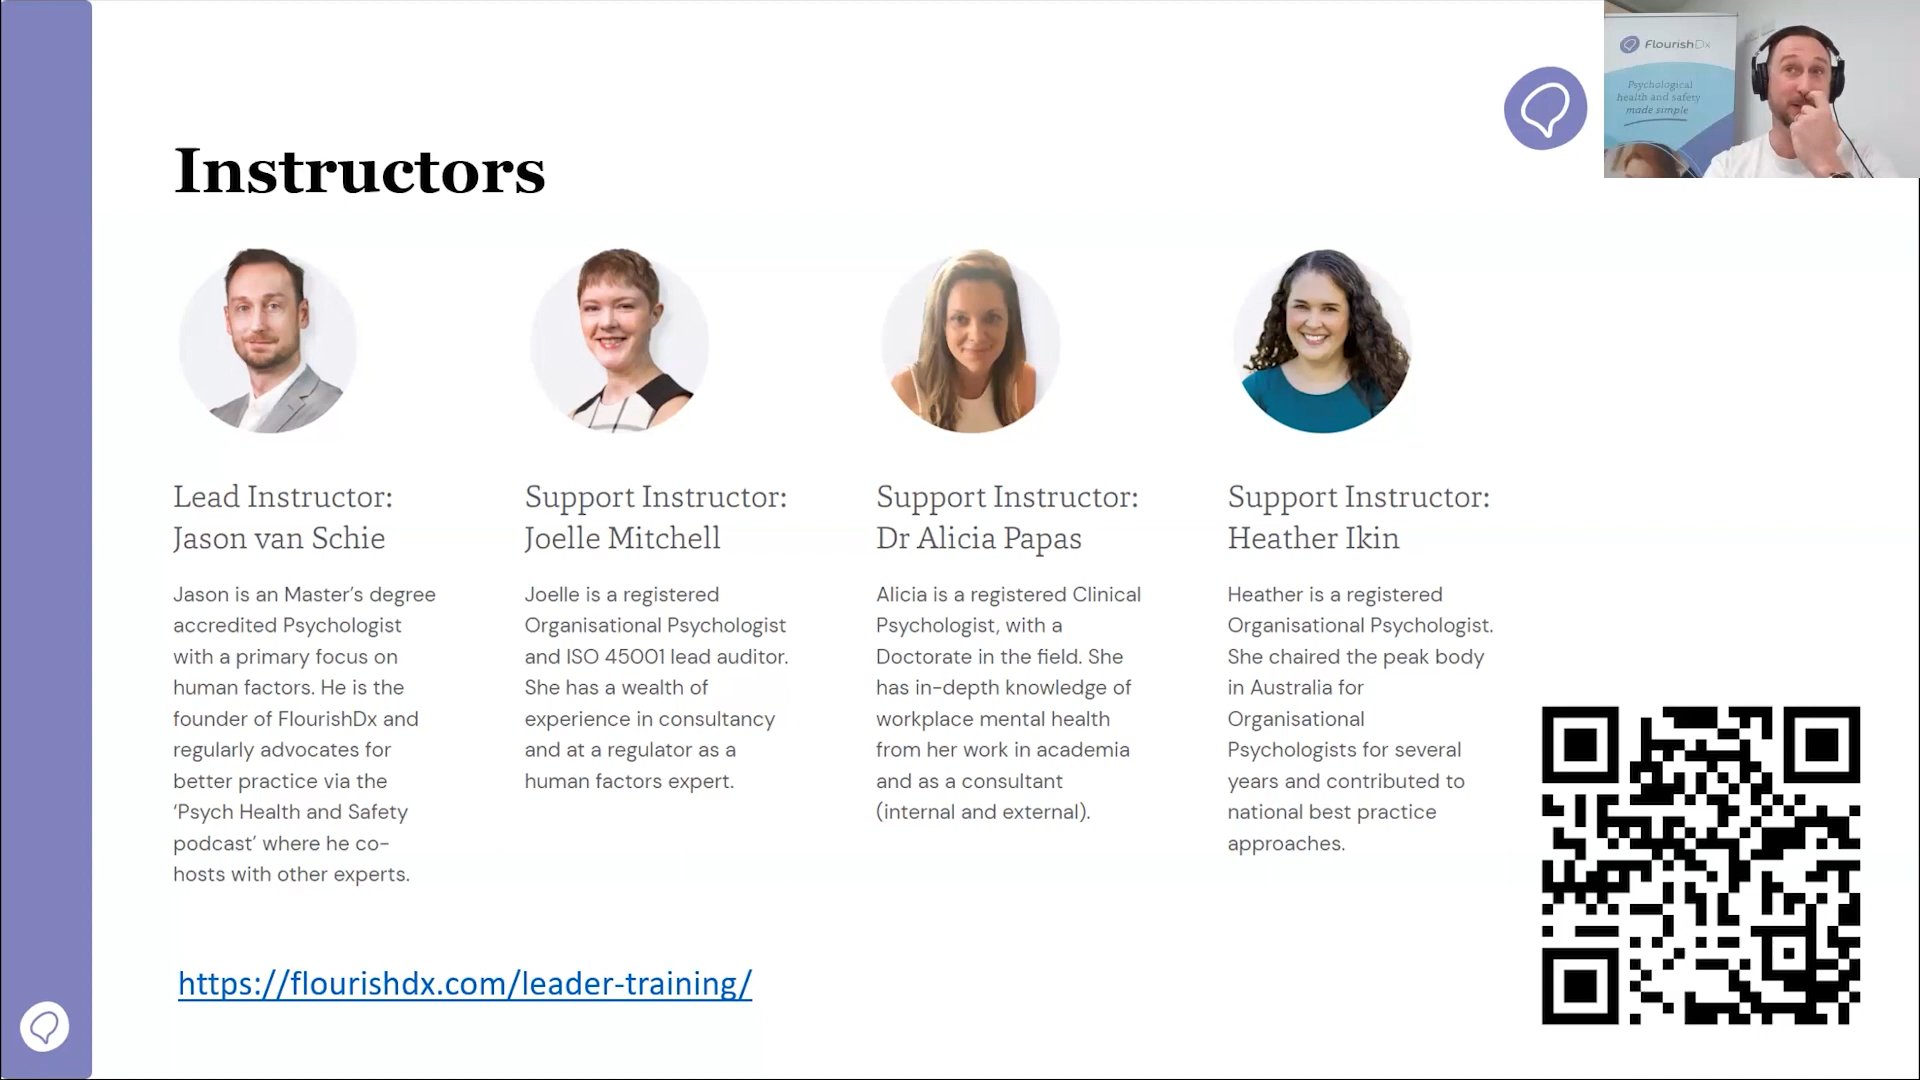 FlourishDx
Psychological
health and safety
made simple
Instructors
Lead Instructor:
Jason van Schie
Jason is an Master’s degree
accredited Psychologist
with a primary focus on
human factors. He is the
founder of FlourishDx and
regularly advocates for
better practice via the
‘Psych Health and Safety
podcast’ where he co-
hosts with other experts.
Support Instructor:
Joelle Mitchell
Joelle is a registered
Organisational Psychologist
and ISO 45001 lead auditor.
She has a wealth of
experience in consultancy
and at a regulator as a
human factors expert.
Support Instructor:
Dr Alicia Papas
Alicia is a registered Clinical
Psychologist, with a
Doctorate in the field. She
has in-depth knowledge of
workplace mental health
from her work in academia
and as a consultant
(internal and external).
Support Instructor:
Heather Ikin
Heather is a registered
Organisational Psychologist.
She chaired the peak body
in Australia for
Organisational
Psychologists for several
years and contributed to
national best practice
approaches.
https://flourishdx.com/leader-training/